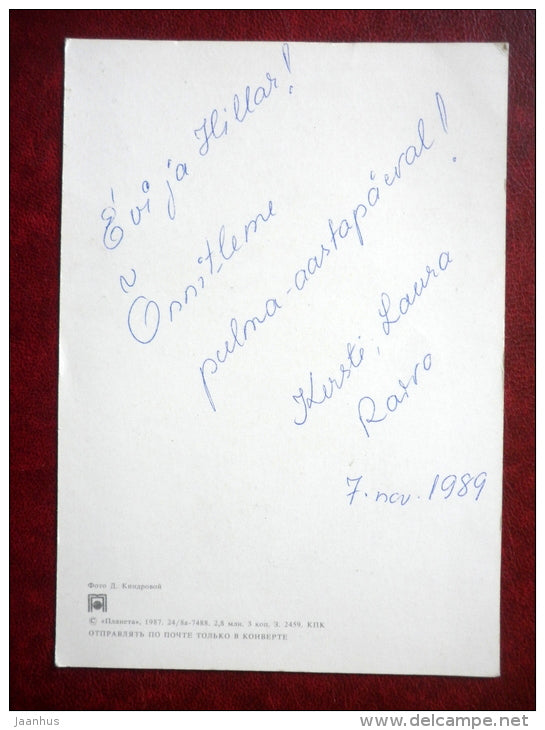 Evi ja Hillar!
Õnnitleme
pulma-aastapäeval!
Kersti, Laura
Raivo
7. nov. 1989
Фото Д. Киндровой
© «Планета», 1987. 24/8а-7488. 2,8 млн. 3 коп. З. 2459. КПК
ОТПРАВЛЯТЬ ПО ПОЧТЕ ТОЛЬКО В КОНВЕРТЕ
jaanhus
www.delcampe.net